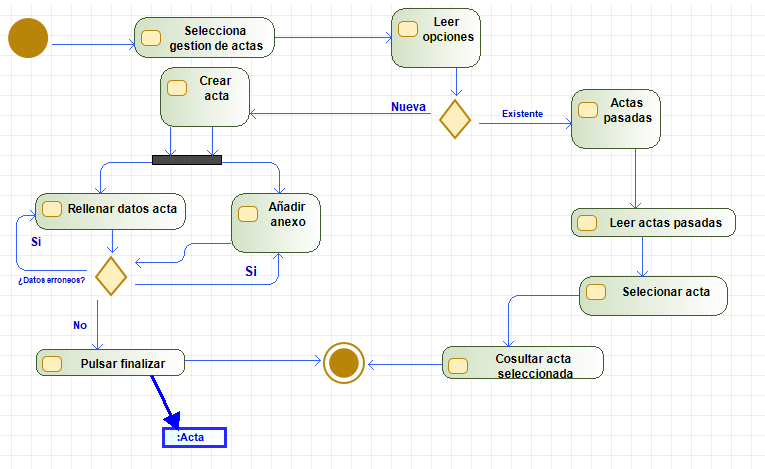 Selecciona
gestion de actas
Leer
opciones
Crear
acta
Nueva
Existente
Actas
pasadas
Rellenar datos acta
Añadir
anexo
Leer actas pasadas
Si
¿Datos erroneos?
Si
Selecionar acta
No
Pulsar finalizar
Cosultar acta
seleccionada
:Acta